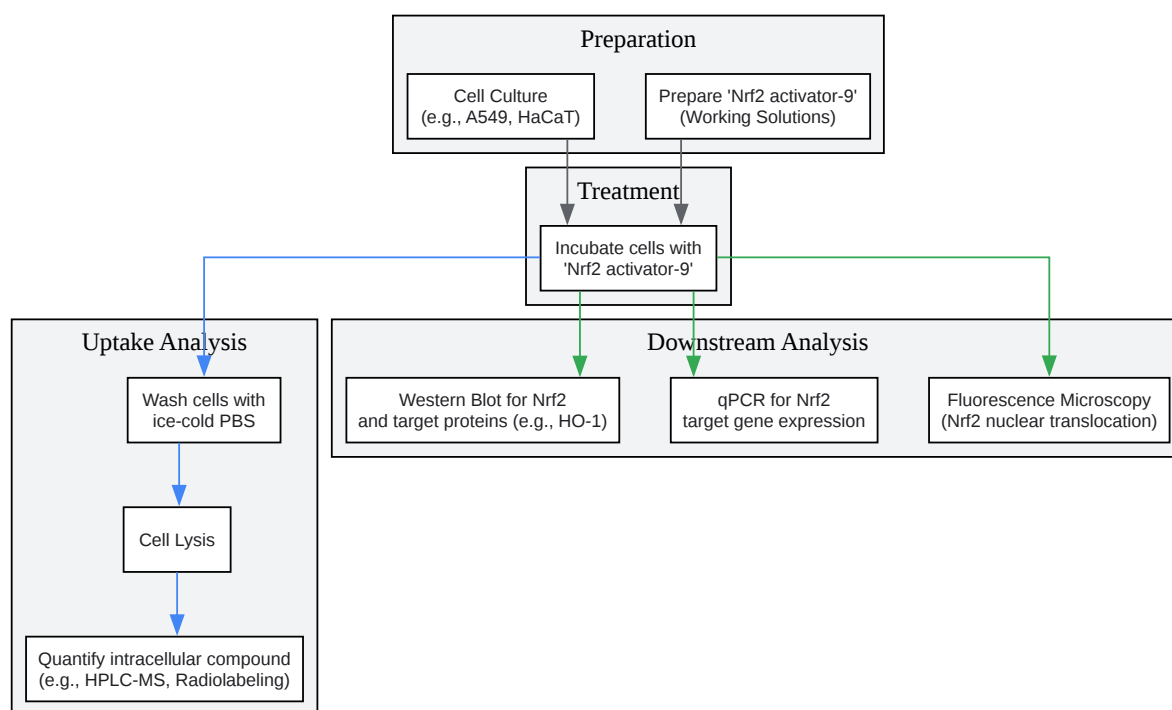 Preparation
Cell Culture
(e.g., A549, HaCaT)
Prepare 'Nrf2 activator-9'
(Working Solutions)
Treatment
Incubate cells with
'Nrf2 activator-9'
Uptake Analysis
Wash cells with
ice-cold PBS
Cell Lysis
Quantify intracellular compound
(e.g., HPLC-MS, Radiolabeling)
Downstream Analysis
Western Blot for Nrf2
and target proteins (e.g., HO-1)
qPCR for Nrf2
target gene expression
Fluorescence Microscopy
(Nrf2 nuclear translocation)